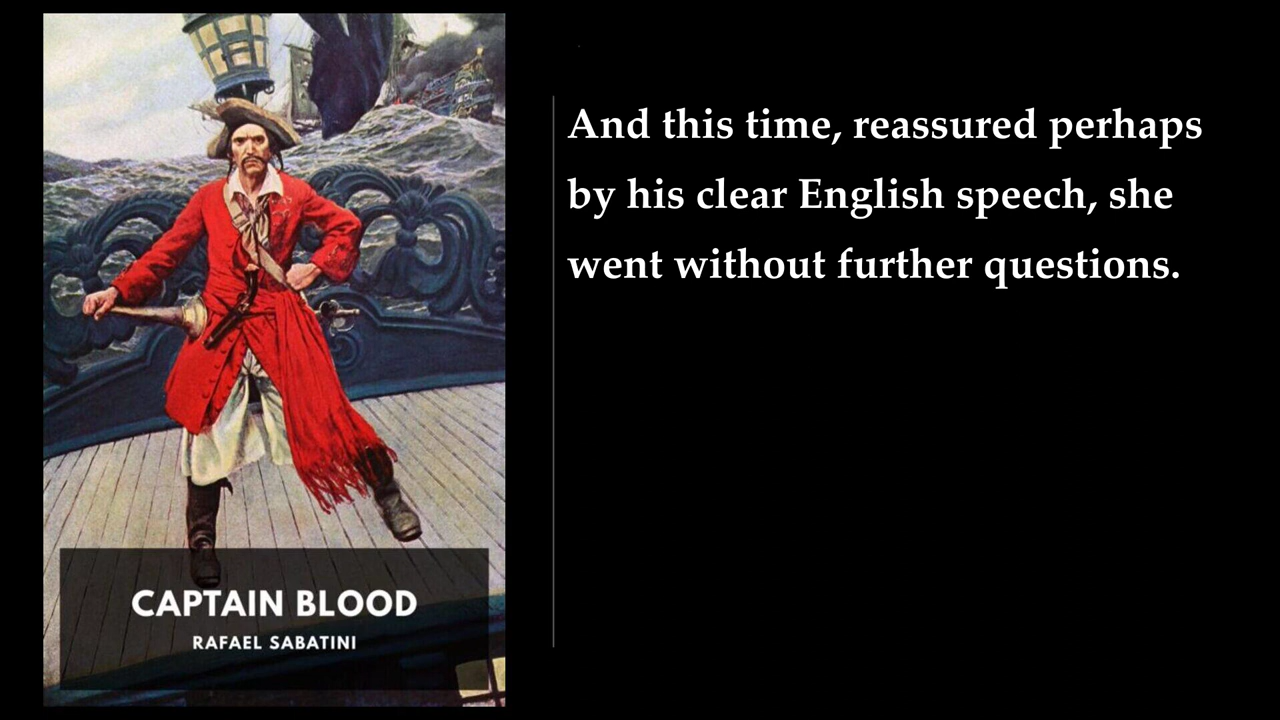 And this time, reassured perhaps
by his clear English speech, she
went without further questions.
CAPTAIN BLOOD
RAFAEL SABATINI